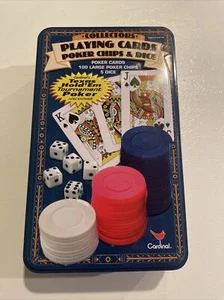 COLLECTORS'
PLAYING CARDS
POKER CHIPS & DICE
POKER CARDS
100 LARGE POKER CHIPS
5 DICE
Texas
Hold'Em
Tournament
Poker
K
J
Cardinal